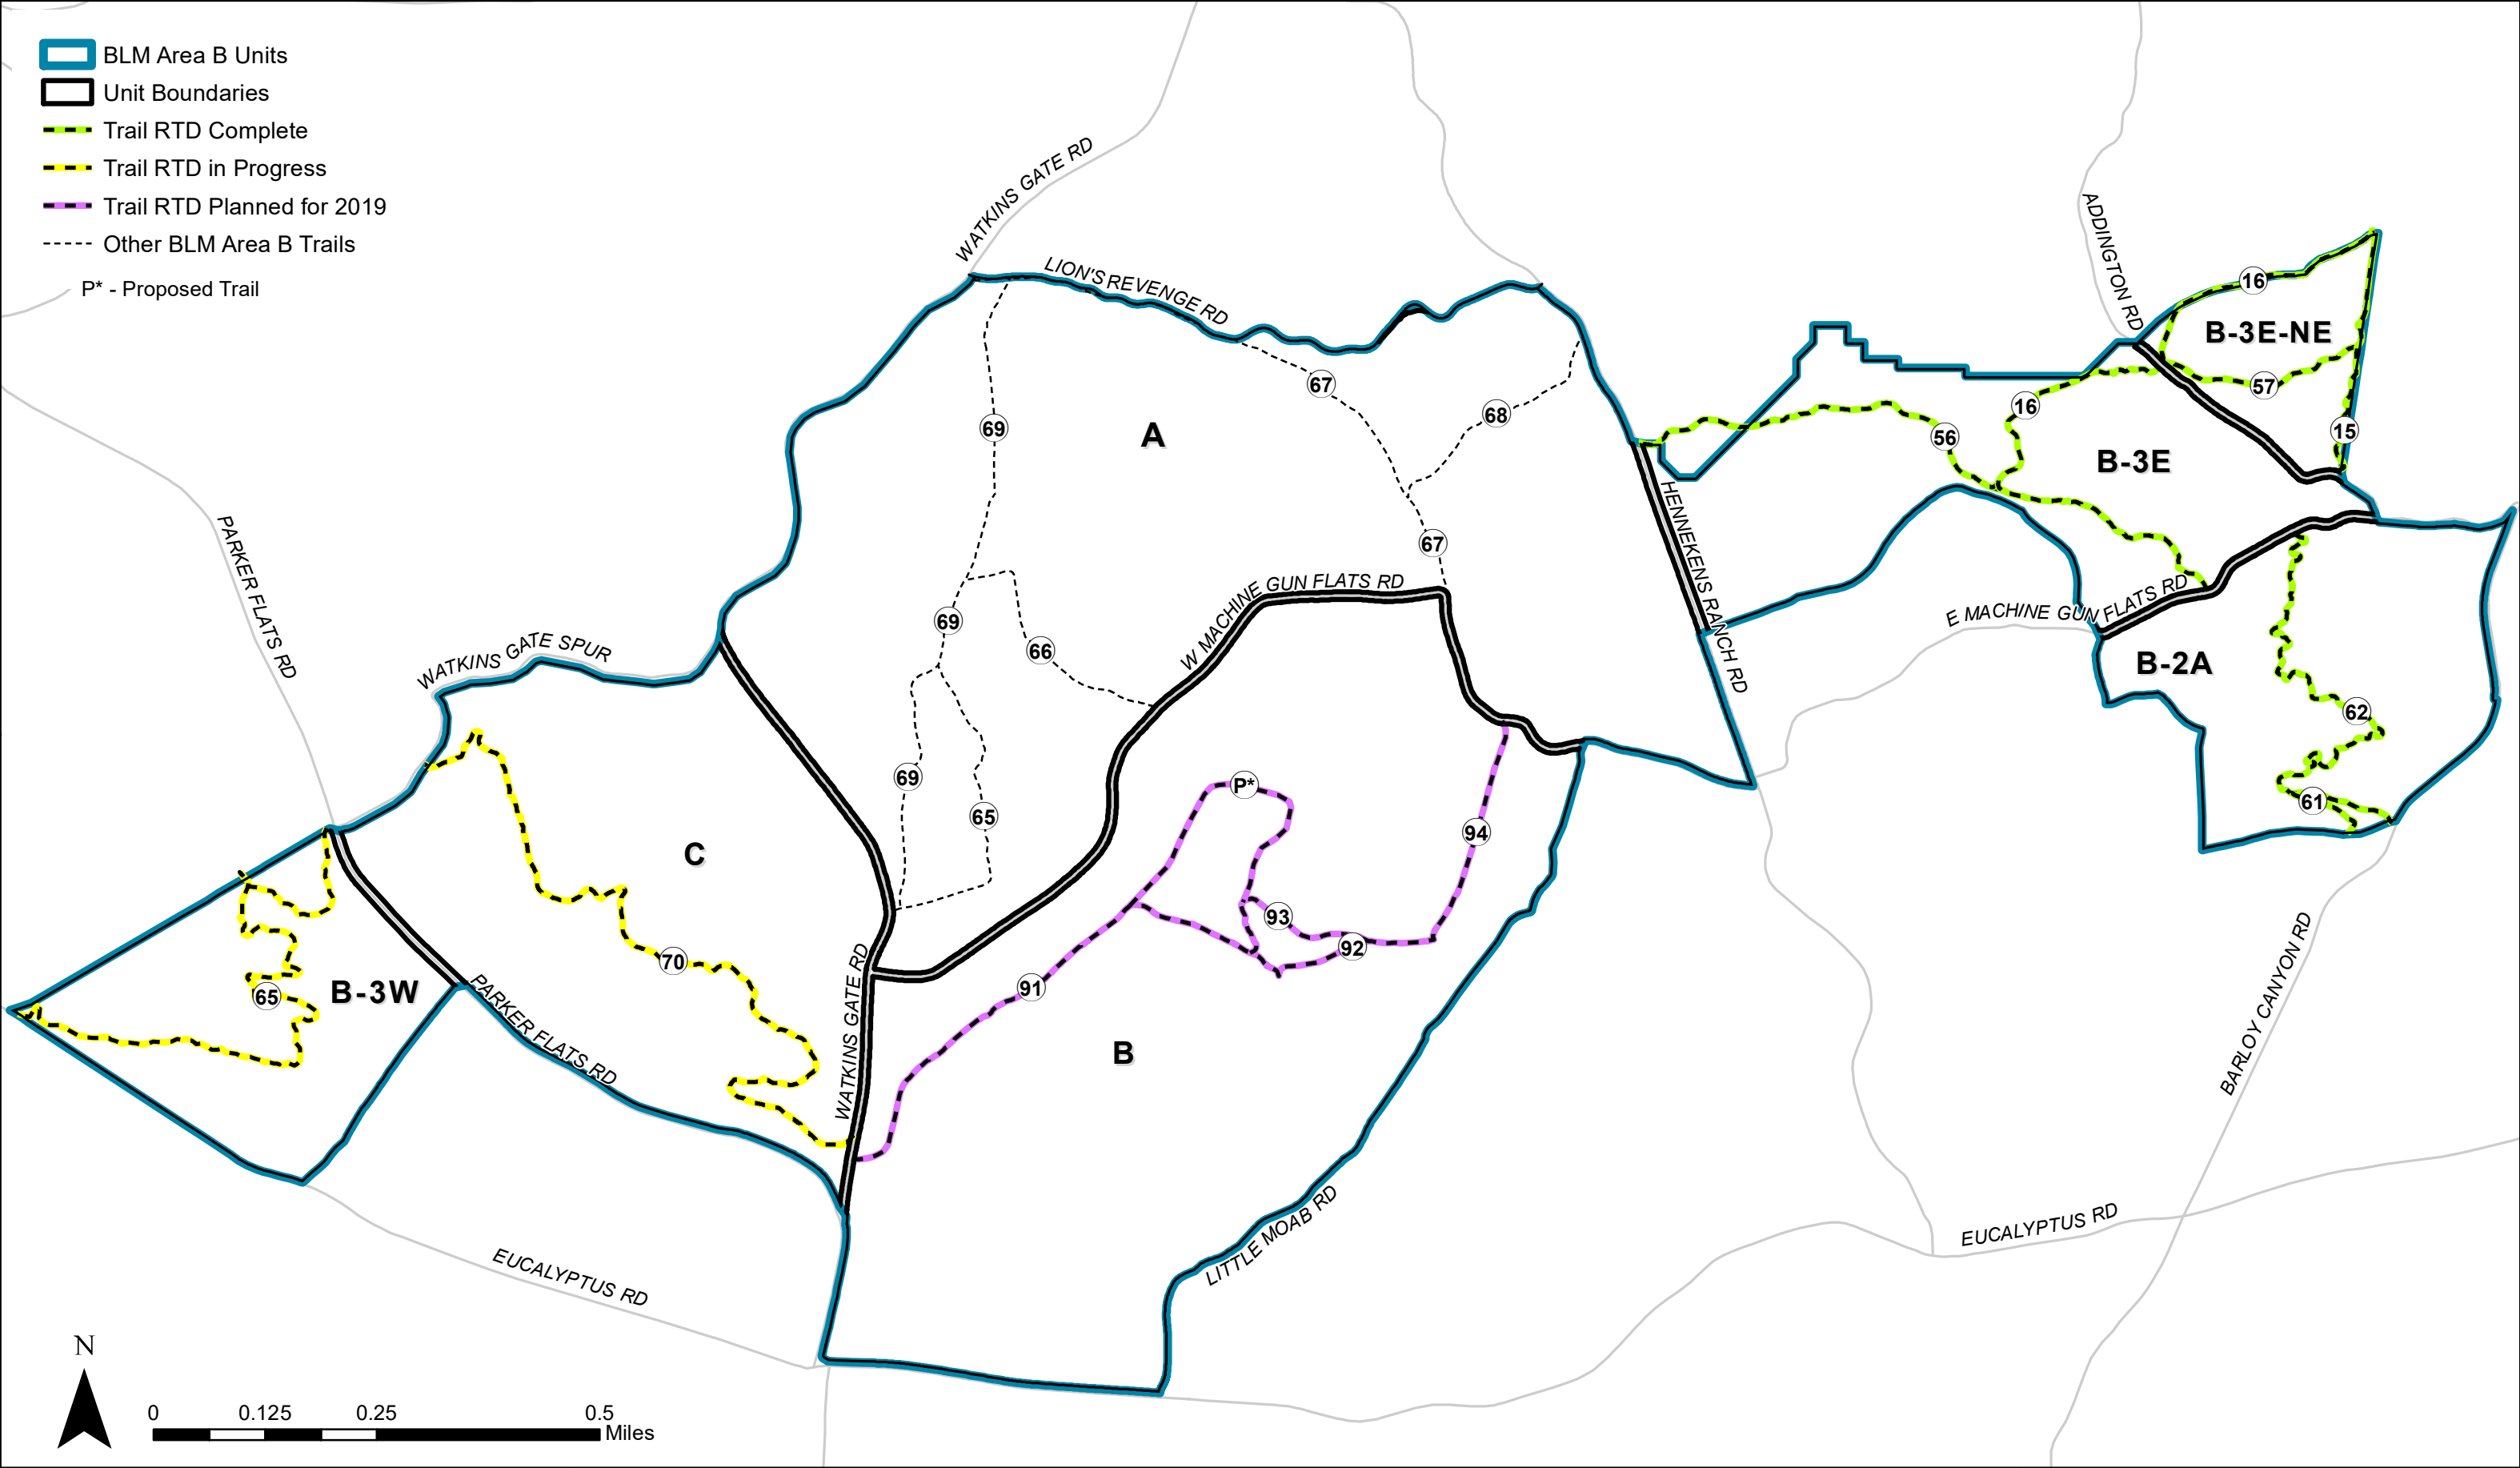 BLM Area B Units
Unit Boundaries
Trail RTD Complete
Trail RTD in Progress
Trail RTD Planned for 2019
Other BLM Area B Trails
P* - Proposed Trail
WATKINS GATE RD
LION'S REVENGE RD
ADDINGTON RD
16
B-3E-NE
57
67
68
69
A
16
56
15
B-3E
HENNEKENS RANCH RD
PARKER FLATS RD
67
W MACHINE GUN FLATS RD
E MACHINE GUN FLATS RD
69
66
WATKINS GATE SPUR
B-2A
62
69
65
P*
61
94
C
93
92
70
65
B-3W
91
PARKER FLATS RD
WATKINS GATE RD
B
BARLOY CANYON RD
LITTLE MOAB RD
EUCALYPTUS RD
EUCALYPTUS RD
N
0 0.125 0.25 0.5
Miles